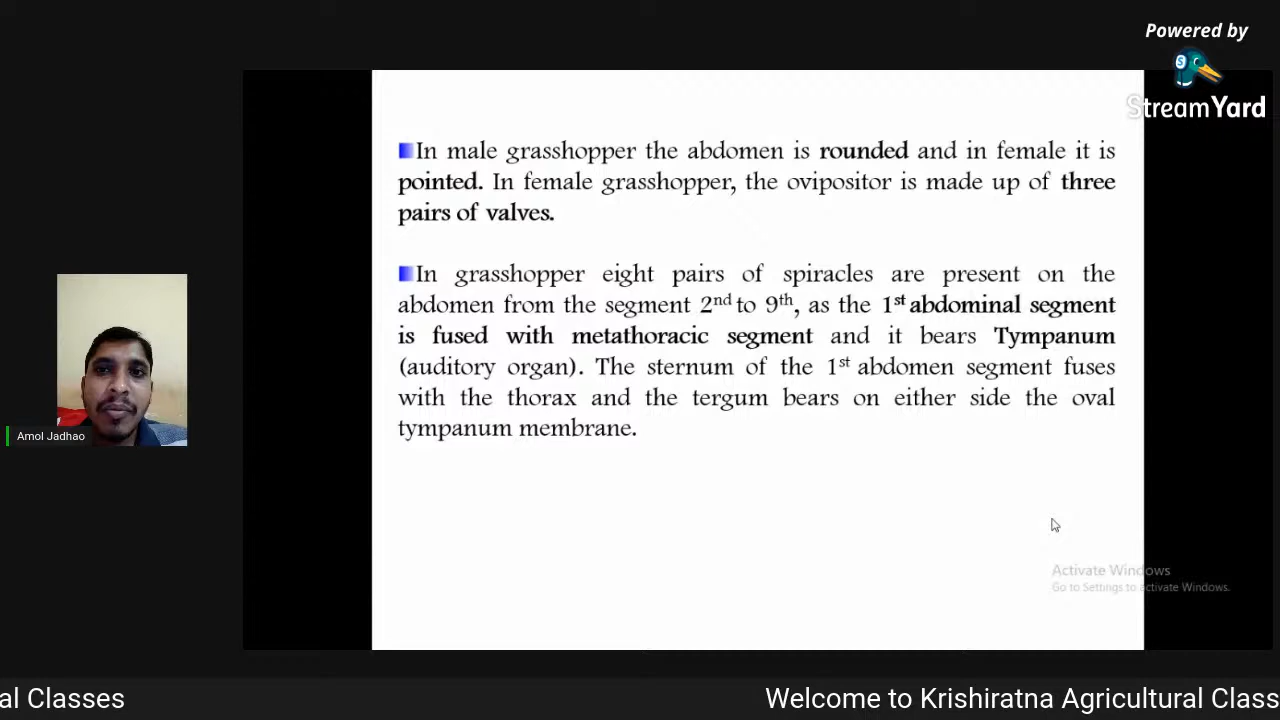 Powered by
StreamYard
In male grasshopper the abdomen is rounded and in female it is
pointed. In female grasshopper, the ovipositor is made up of three
pairs of valves.
In grasshopper eight pairs of spiracles are present on the
abdomen from the segment 2nd to 9th, as the 1st abdominal segment
is fused with metathoracic segment and it bears Tympanum
(auditory organ). The sternum of the 1st abdomen segment fuses
with the thorax and the tergum bears on either side the oval
tympanum membrane.
Amol Jadhao
Activate Windows
Go to Settings to activate Windows.
al Classes
Welcome to Krishiratna Agricultural Class